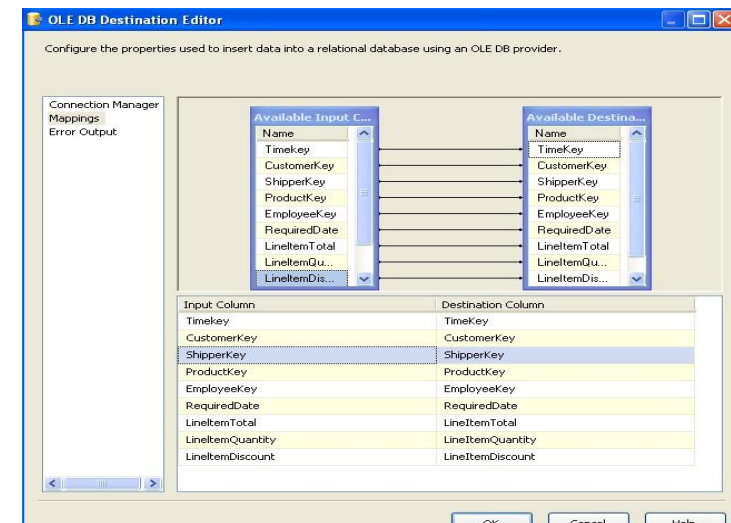 OLE DB Destination Editor
Configure the properties used to insert data into a relational database using an OLE DB provider.
Connection Manager
Mappings
Error Output
Available Input C...
Name
Timekey
CustomerKey
ShipperKey
ProductKey
EmployeeKey
RequiredDate
LineItemTotal
LineItemQu...
LineItemDis...
Available Destina...
Name
TimeKey
CustomerKey
ShipperKey
ProductKey
EmployeeKey
RequiredDate
LineItemTotal
LineItemQu...
LineItemDis...
Input Column Destination Column
Timekey TimeKey
CustomerKey CustomerKey
ShipperKey ShipperKey
ProductKey ProductKey
EmployeeKey EmployeeKey
RequiredDate RequiredDate
LineItemTotal LineItemTotal
LineItemQuantity LineItemQuantity
LineItemDiscount LineItemDiscount
OK Cancel Help